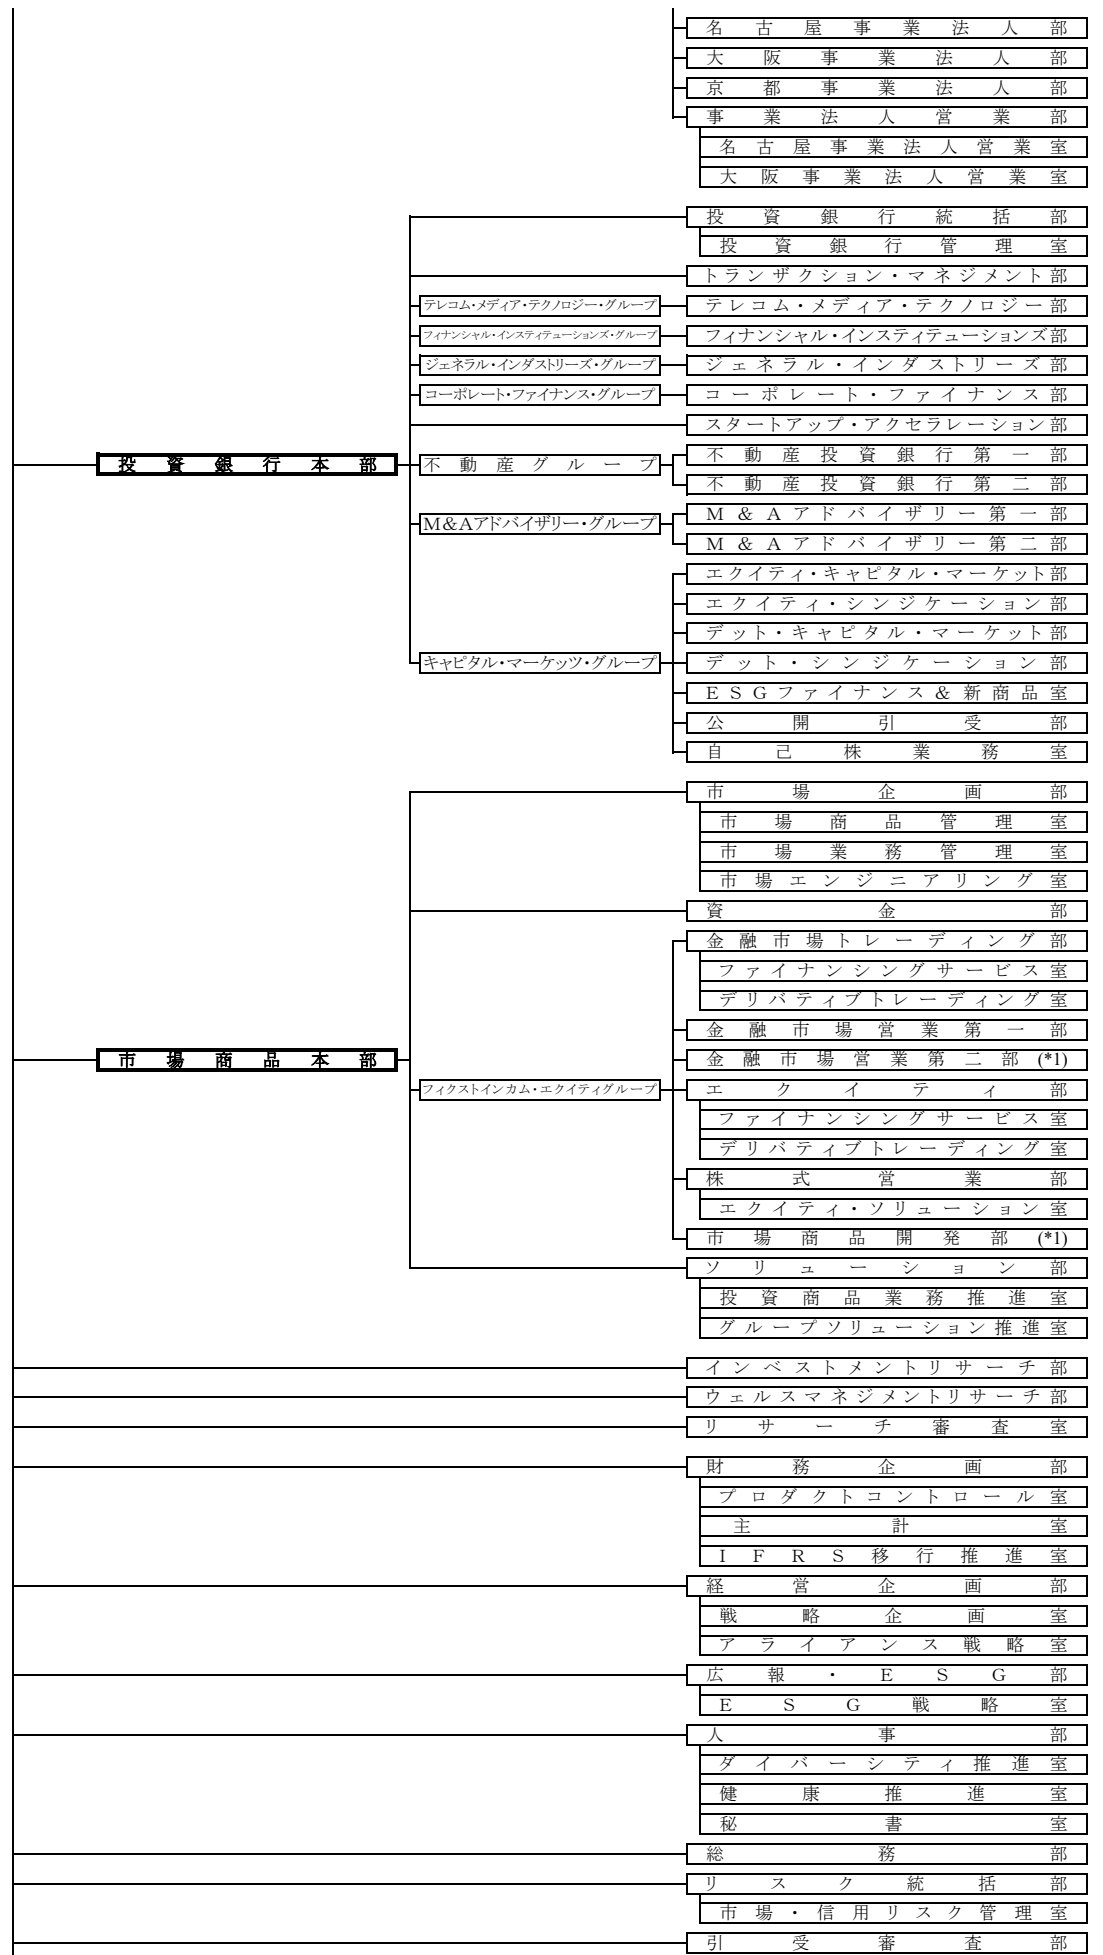 名古屋事業法人部
大阪事業法人部
京都事業法人部
事業法人営業部
名古屋事業法人営業室
大阪事業法人営業室
投資銀行統括部
投資銀行管理室
トランザクション・マネジメント部
テレコム・メディア・テクノロジー・グループ テレコム・メディア・テクノロジー部
フィナンシャル・インスティテューションズ・グループ フィナンシャル・インスティテューションズ部
ジェネラル・インダストリーズ・グループ ジェネラル・インダストリーズ部
コーポレート・ファイナンス・グループ コーポレート・ファイナンス部
スタートアップ・アクセラレーション部
投資銀行本部 不動産グループ 不動産投資銀行第一部
不動産投資銀行第二部
M&Aアドバイザリー・グループ M&Aアドバイザリー第一部
M&Aアドバイザリー第二部
エクイティ・キャピタル・マーケット部
エクイティ・シンジケーション部
デット・キャピタル・マーケット部
キャピタル・マーケッツ・グループ デット・シンジケーション部
ESGファイナンス&新商品室
公開引受部
自己株業務室
市場企画部
市場商品管理室
市場業務管理室
市場エンジニアリング室
資金部
金融市場トレーディング部
ファイナンシングサービス室
デリバティブトレーディング室
金融市場営業第一部
市場商品本部 金融市場営業第二部(*1)
フィクストインカム・エクイティグループ エクイティ部
ファイナンシングサービス室
デリバティブトレーディング室
株式営業部
エクイティ・ソリューション室
市場商品開発部(*1)
ソリューション部
投資商品業務推進室
グループソリューション推進室
インベストメントリサーチ部
ウェルスマネジメントリサーチ部
リサーチ審査室
財務企画部
プロダクトコントロール室
主計室
IFRS移行推進室
経営企画部
戦略企画室
アライアンス戦略室
広報・ESG部
ESG戦略室
人事部
ダイバーシティ推進室
健康推進室
秘書室
総務部
リスク統括部
市場・信用リスク管理室
引受審査部